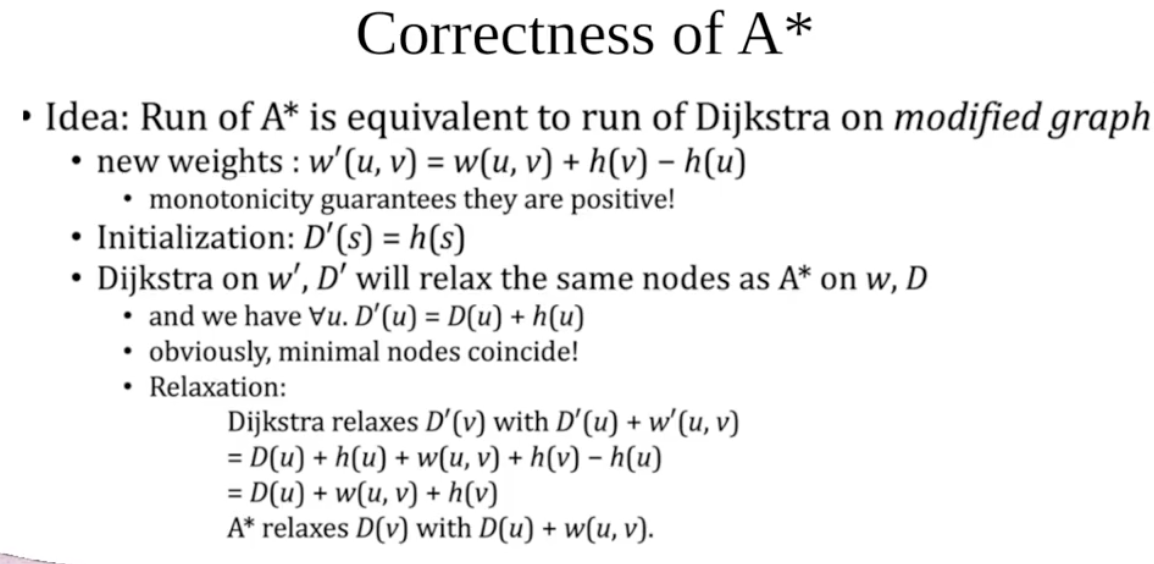 Correctness of A*
• Idea: Run of A* is equivalent to run of Dijkstra on modified graph
• new weights : w′(u, v) = w(u, v) + h(v) − h(u)
• monotonicity guarantees they are positive!
• Initialization: D′(s) = h(s)
• Dijkstra on w′, D′ will relax the same nodes as A* on w, D
• and we have ∀u. D′(u) = D(u) + h(u)
• obviously, minimal nodes coincide!
• Relaxation:
Dijkstra relaxes D′(v) with D′(u) + w′(u, v)
= D(u) + h(u) + w(u, v) + h(v) − h(u)
= D(u) + w(u, v) + h(v)
A* relaxes D(v) with D(u) + w(u, v).